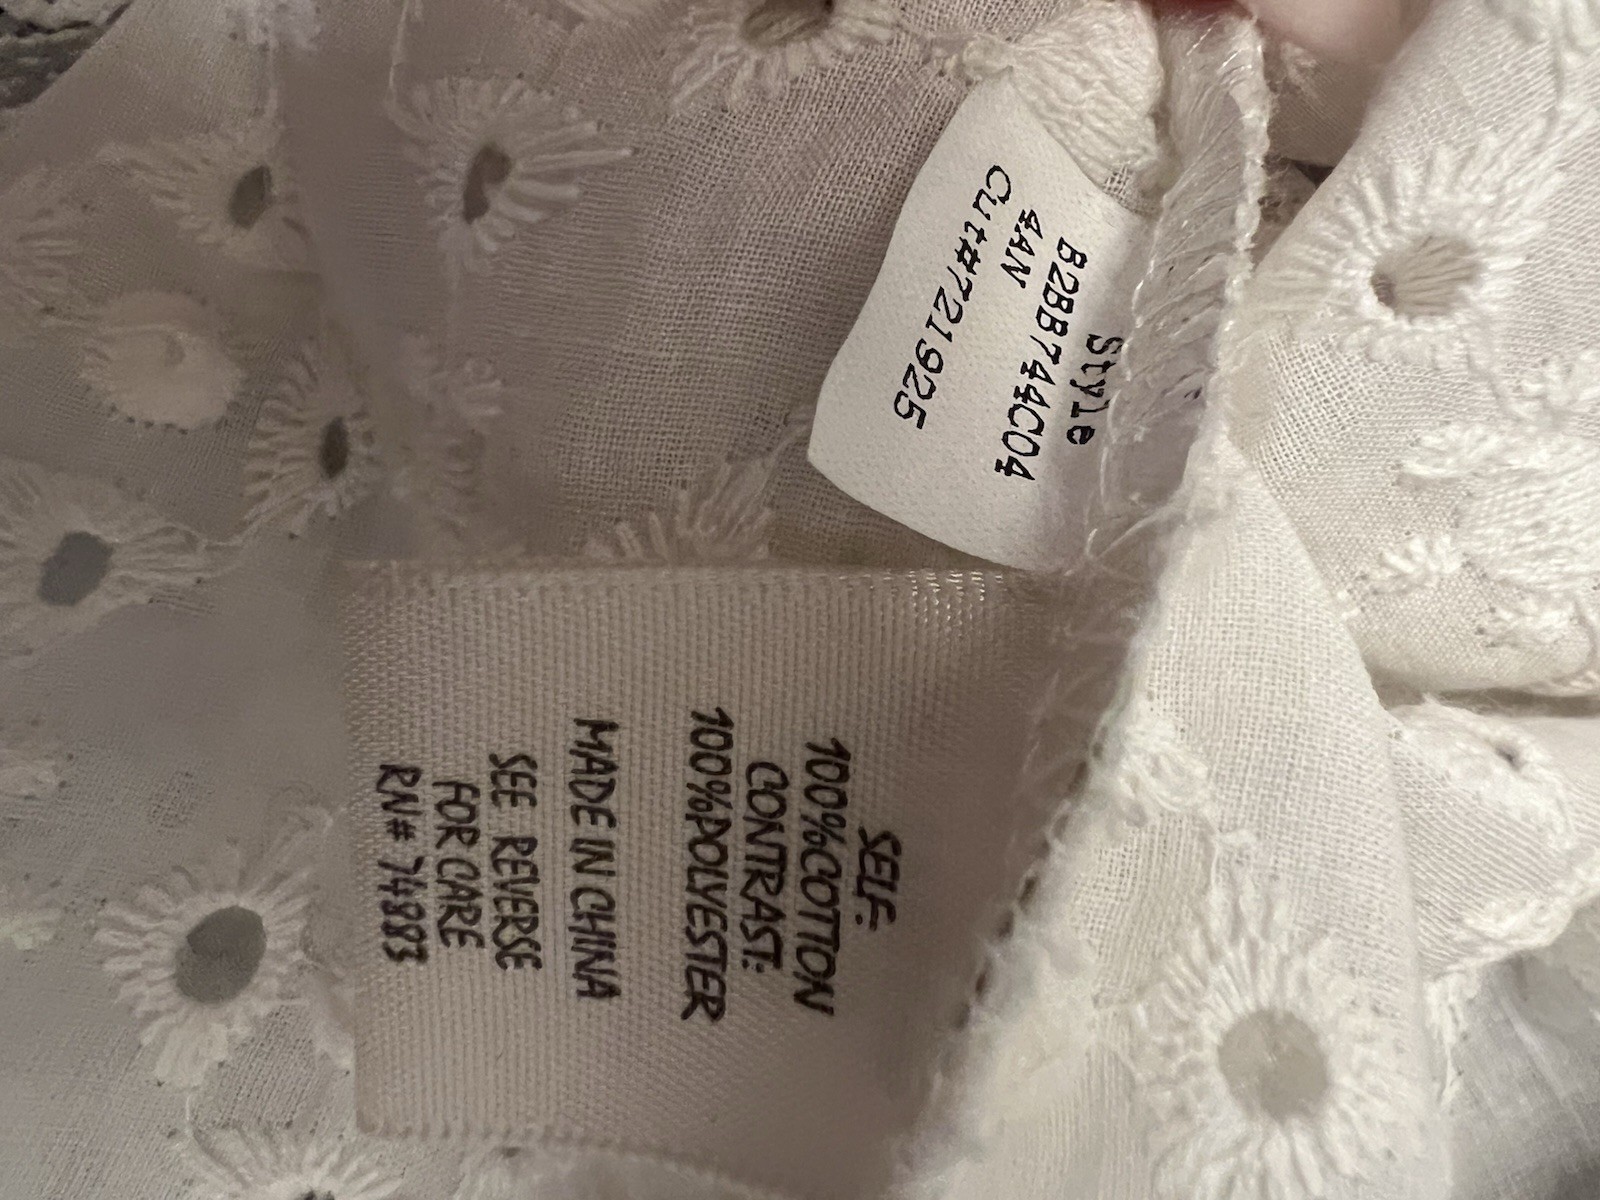 Style
B2BB744C04
4AN
Cut#721925
SELF:
100%COTTON
CONTRAST:
100%POLYESTER
MADE IN CHINA
SEE REVERSE
FOR CARE
RN# 74883